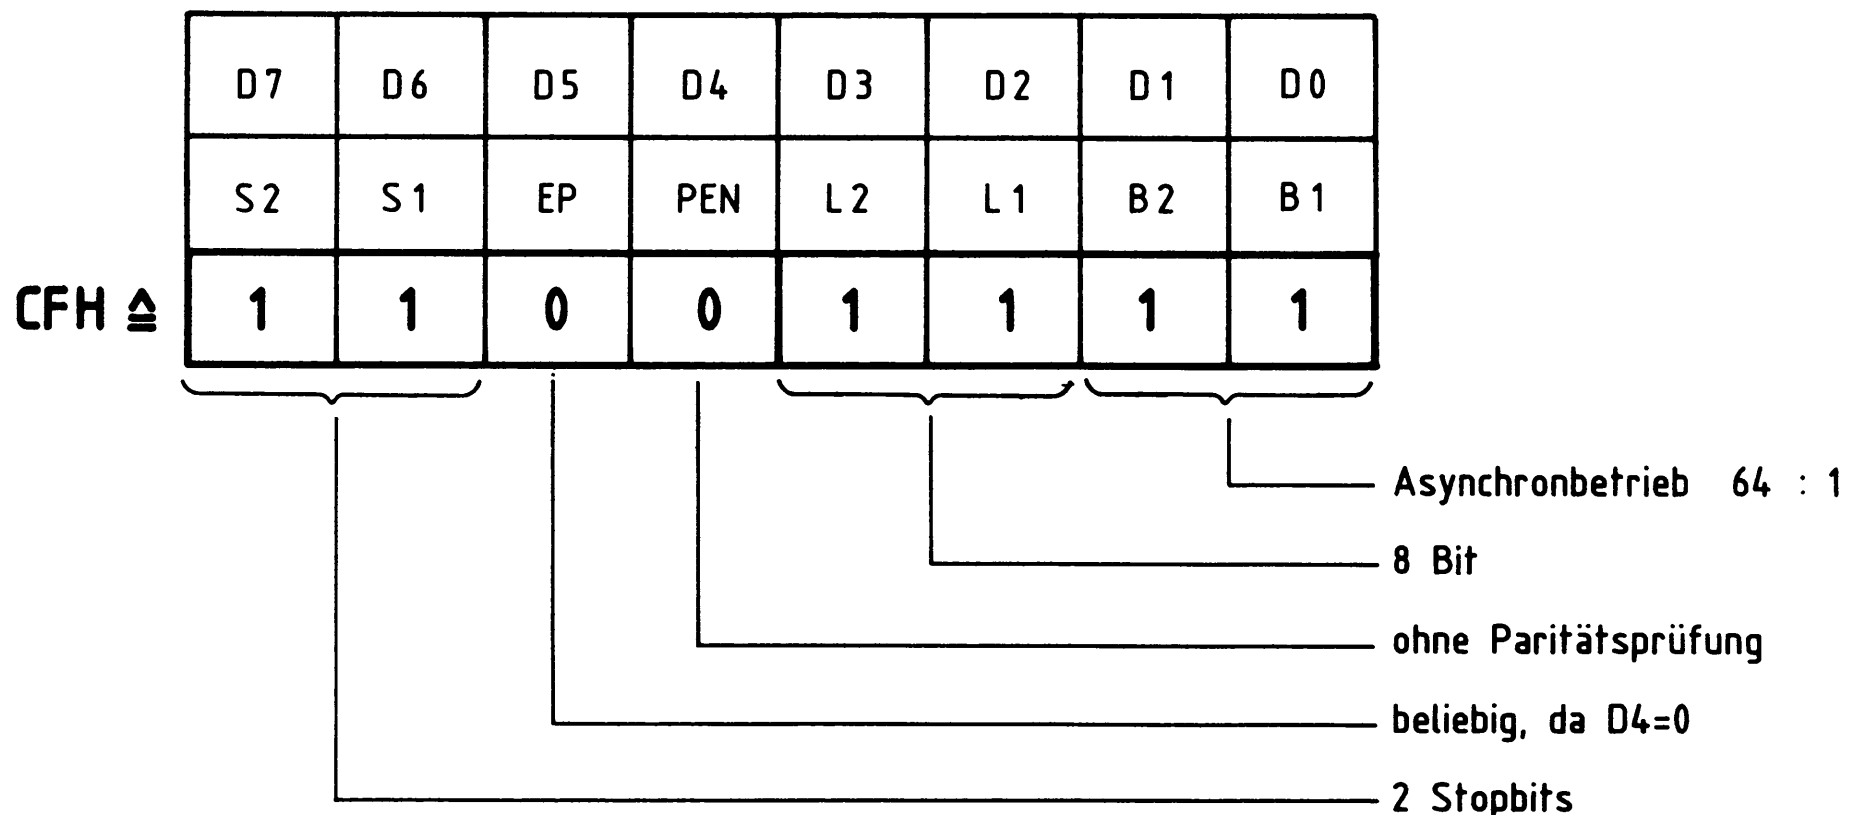 D7 D6 D5 D4 D3 D2 D1 D0
S2 S1 EP PEN L2 L1 B2 B1
CFH ≙ 1 1 0 0 1 1 1 1
Asynchronbetrieb 64 : 1
8 Bit
ohne Paritätsprüfung
beliebig, da D4=0
2 Stopbits